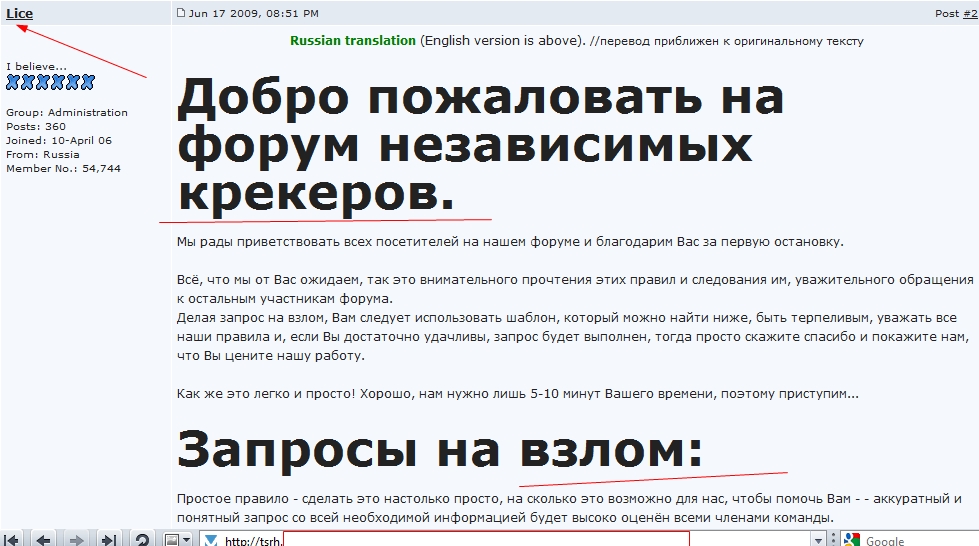 Lice
Jun 17 2009, 08:51 PM
Post #2
Russian translation (English version is above). //перевод приближен к оригинальному тексту
I believe...
Group: Administration
Posts: 360
Joined: 10-April 06
From: Russia
Member No.: 54,744
Добро пожаловать на
форум независимых
крекеров.
Мы рады приветствовать всех посетителей на нашем форуме и благодарим Вас за первую остановку.
Всё, что мы от Вас ожидаем, так это внимательного прочтения этих правил и следования им, уважительного обращения
к остальным участникам форума.
Делая запрос на взлом, Вам следует использовать шаблон, который можно найти ниже, быть терпеливым, уважать все
наши правила и, если Вы достаточно удачливы, запрос будет выполнен, тогда просто скажите спасибо и покажите нам,
что Вы цените нашу работу.
Как же это легко и просто! Хорошо, нам нужно лишь 5-10 минут Вашего времени, поэтому приступим...
Запросы на взлом:
Простое правило - сделать это настолько просто, на сколько это возможно для нас, чтобы помочь Вам - - аккуратный и
понятный запрос со всей необходимой информацией будет высоко оценён всеми членами команды.
http://tsrh.
Google